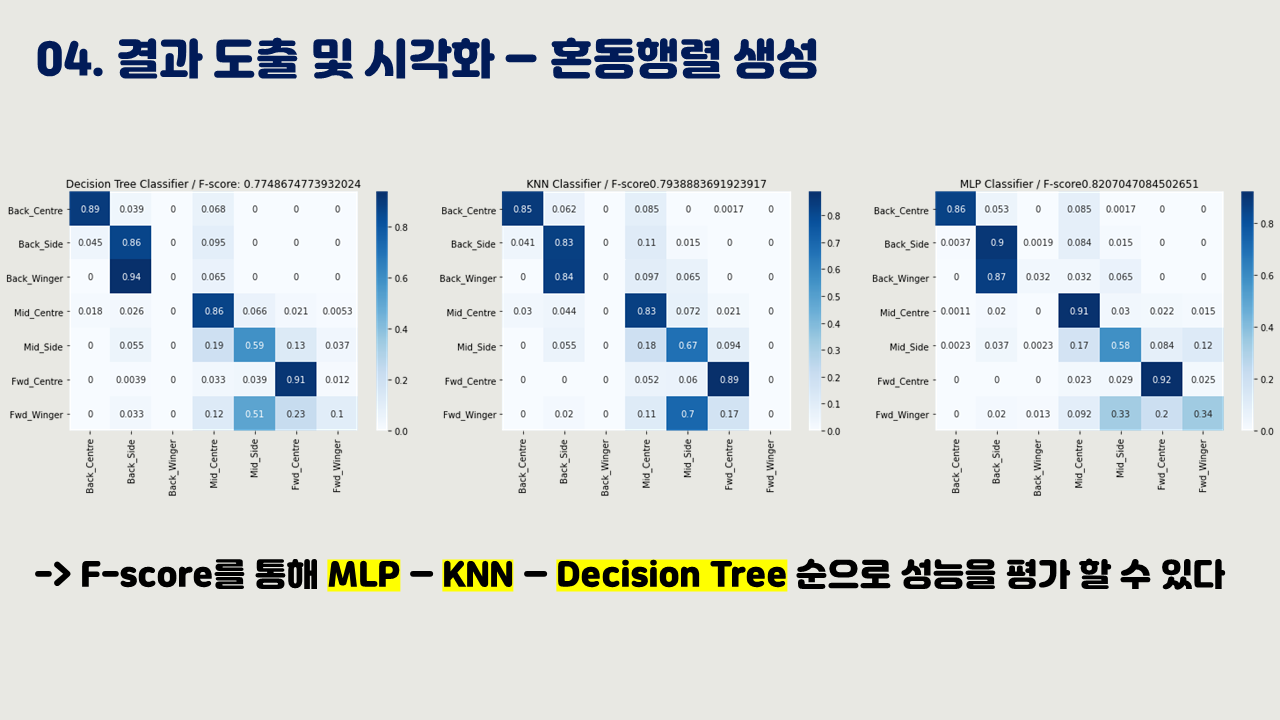 04. 결과 도출 및 시각화 – 혼동행렬 생성
Decision Tree Classifier / F-score: 0.7748674773932024
Back_Centre 0.89 0.039 0 0.068 0 0 0
Back_Side 0.045 0.86 0 0.095 0 0 0
Back_Winger 0 0.94 0 0.065 0 0 0
Mid_Centre 0.018 0.026 0 0.86 0.066 0.021 0.0053
Mid_Side 0 0.055 0 0.19 0.59 0.13 0.037
Fwd_Centre 0 0.0039 0 0.033 0.039 0.91 0.012
Fwd_Winger 0 0.033 0 0.12 0.51 0.23 0.1
Back_Centre Back_Side Back_Winger Mid_Centre Mid_Side Fwd_Centre Fwd_Winger
0.8
0.6
0.4
0.2
0.0
KNN Classifier / F-score0.7938883691923917
Back_Centre 0.85 0.062 0 0.085 0 0.0017 0
Back_Side 0.041 0.83 0 0.11 0.015 0 0
Back_Winger 0 0.84 0 0.097 0.065 0 0
Mid_Centre 0.03 0.044 0 0.83 0.072 0.021 0
Mid_Side 0 0.055 0 0.18 0.67 0.094 0
Fwd_Centre 0 0 0 0.052 0.06 0.89 0
Fwd_Winger 0 0.02 0 0.11 0.7 0.17 0
Back_Centre Back_Side Back_Winger Mid_Centre Mid_Side Fwd_Centre Fwd_Winger
0.8
0.7
0.6
0.5
0.4
0.3
0.2
0.1
0.0
MLP Classifier / F-score0.8207047084502651
Back_Centre 0.86 0.053 0 0.085 0.0017 0 0
Back_Side 0.0037 0.9 0.0019 0.084 0.015 0 0
Back_Winger 0 0.87 0.032 0.032 0.065 0 0
Mid_Centre 0.0011 0.02 0 0.91 0.03 0.022 0.015
Mid_Side 0.0023 0.037 0.0023 0.17 0.58 0.084 0.12
Fwd_Centre 0 0 0 0.023 0.029 0.92 0.025
Fwd_Winger 0 0.02 0.013 0.092 0.33 0.2 0.34
Back_Centre Back_Side Back_Winger Mid_Centre Mid_Side Fwd_Centre Fwd_Winger
0.8
0.6
0.4
0.2
0.0
-> F-score를 통해 MLP – KNN – Decision Tree 순으로 성능을 평가 할 수 있다